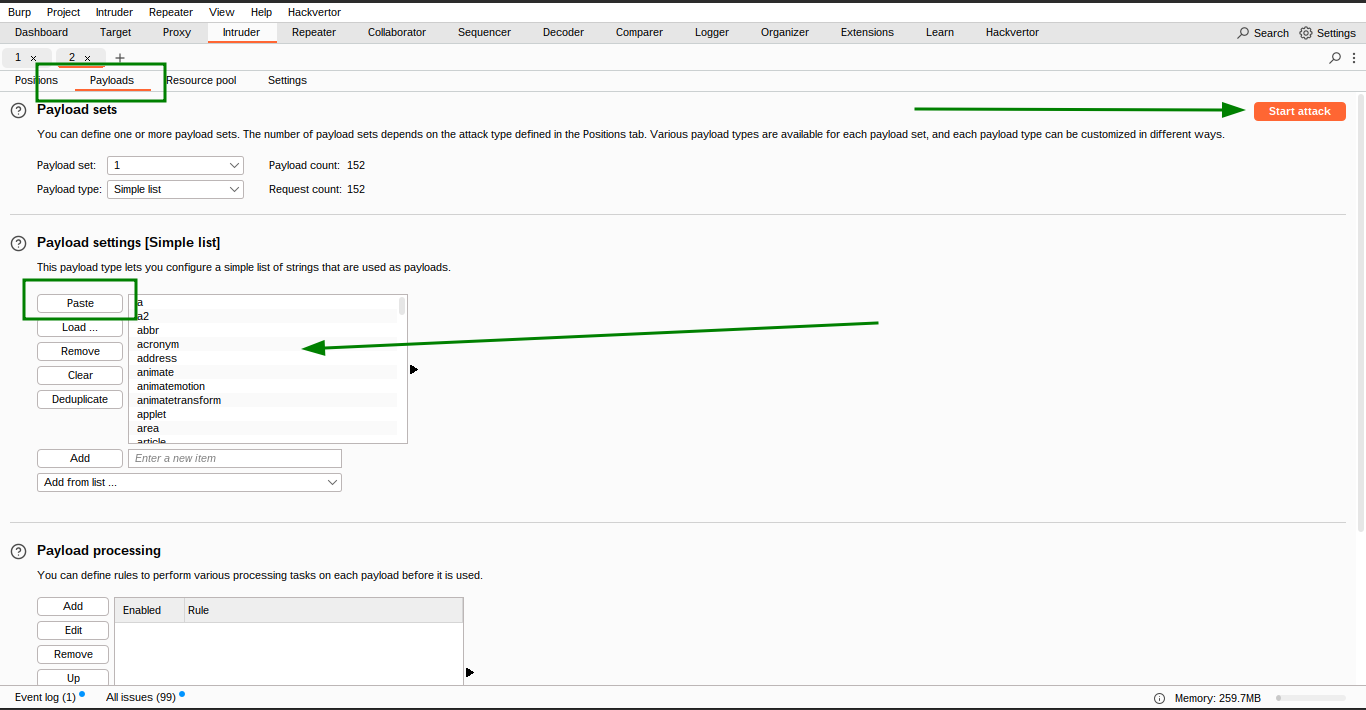 Burp Project Intruder Repeater View Help Hackvertor
Dashboard Target Proxy Intruder Repeater Collaborator Sequencer Decoder Comparer Logger Organizer Extensions Learn Hackvertor Search Settings
1 × 2 × +
Positions Payloads Resource pool Settings
? Payload sets Start attack
You can define one or more payload sets. The number of payload sets depends on the attack type defined in the Positions tab. Various payload types are available for each payload set, and each payload type can be customized in different ways.
Payload set: 1 Payload count: 152
Payload type: Simple list Request count: 152
? Payload settings [Simple list]
This payload type lets you configure a simple list of strings that are used as payloads.
Paste a
a2
Load ... abbr
acronym
Remove address
animate
Clear animatemotion
Deduplicate animatetransform
applet
area
article
Add Enter a new item
Add from list ...
? Payload processing
You can define rules to perform various processing tasks on each payload before it is used.
Add Enabled Rule
Edit
Remove
Up
Event log (1) All issues (99) Memory: 259.7MB